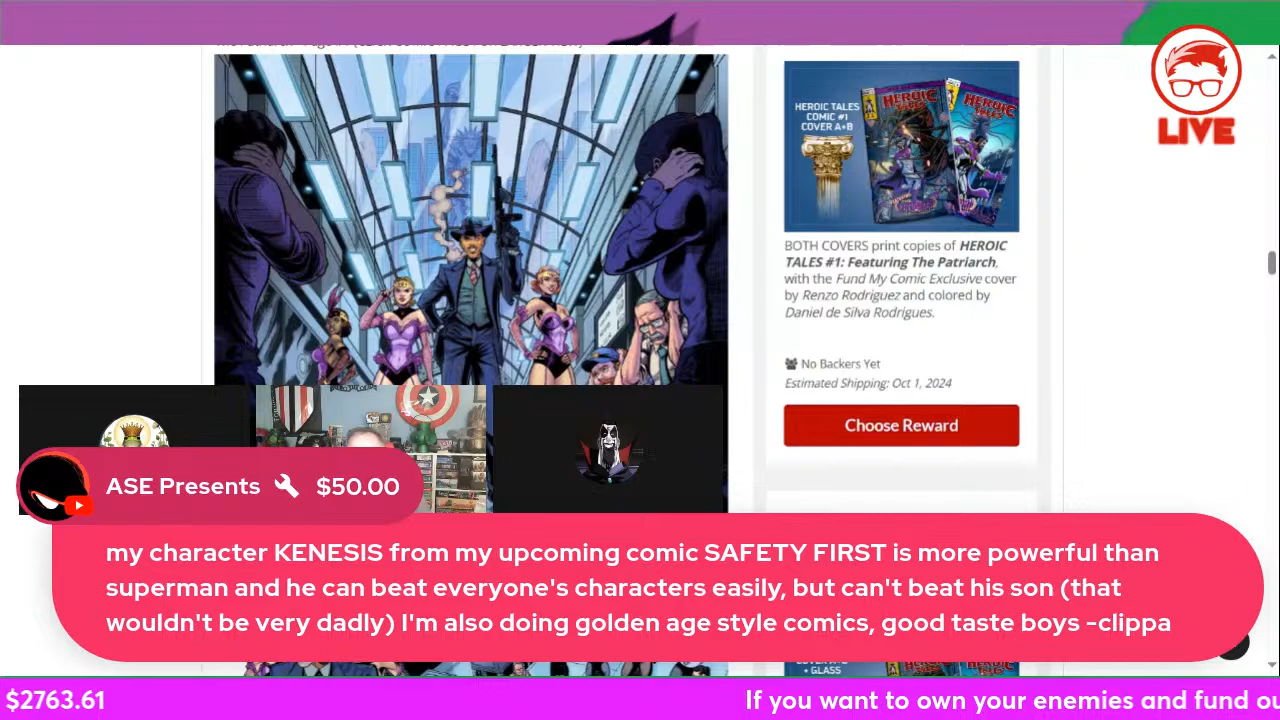 LIVE
HEROIC TALES
COMIC #1
COVER A+B
HEROIC
HEROIC
BOTH COVERS print copies of HEROIC
TALES #1: Featuring The Patriarch,
with the Fund My Comic Exclusive cover
by Renzo Rodriguez and colored by
Daniel de Silva Rodrigues.
No Backers Yet
Estimated Shipping: Oct 1, 2024
Choose Reward
ASE Presents $50.00
my character KENESIS from my upcoming comic SAFETY FIRST is more powerful than
superman and he can beat everyone's characters easily, but can't beat his son (that
wouldn't be very dadly) I'm also doing golden age style comics, good taste boys -clippa
+ GLASS
$2763.61
If you want to own your enemies and fund ou